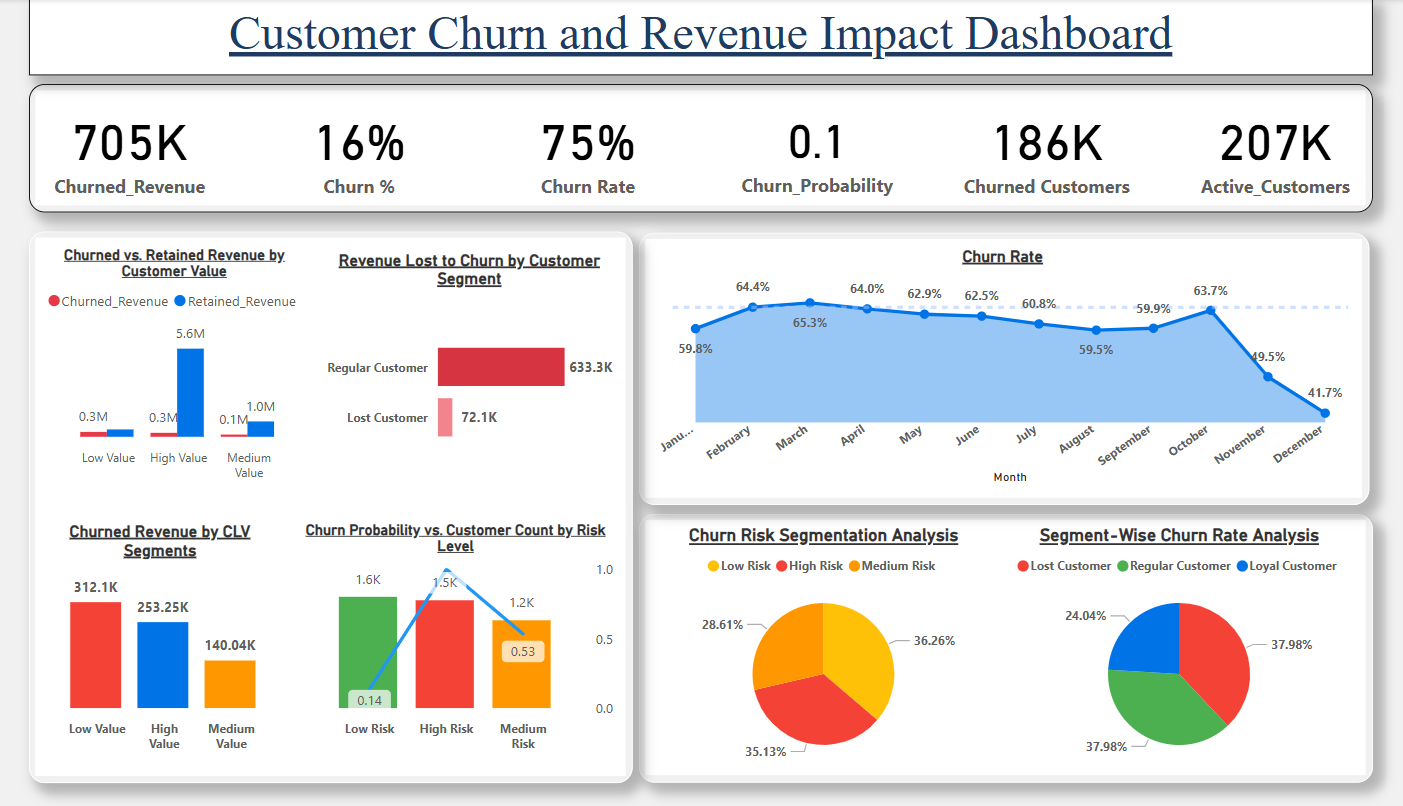 Customer Churn and Revenue Impact Dashboard
705K
Churned_Revenue
16%
Churn %
75%
Churn Rate
0.1
Churn_Probability
186K
Churned Customers
207K
Active_Customers
Churned vs. Retained Revenue by
Customer Value
Churned_Revenue Retained_Revenue
5.6M
0.3M 0.3M 0.1M 1.0M
Low Value High Value Medium
Value
Revenue Lost to Churn by Customer
Segment
Regular Customer 633.3K
Lost Customer 72.1K
Churn Rate
59.8% 64.4% 65.3% 64.0% 62.9% 62.5% 60.8% 59.5% 59.9% 63.7% 49.5% 41.7%
Janu... February March April May June July August September October November December
Month
Churned Revenue by CLV
Segments
312.1K
253.25K
140.04K
Low Value High
Value Medium
Value
Churn Probability vs. Customer Count by Risk
Level
1.6K 1.5K 1.2K
0.14 0.53
1.0
0.5
0.0
Low Risk High Risk Medium
Risk
Churn Risk Segmentation Analysis
Low Risk High Risk Medium Risk
28.61%
36.26%
35.13%
Segment-Wise Churn Rate Analysis
Lost Customer Regular Customer Loyal Customer
24.04%
37.98%
37.98%